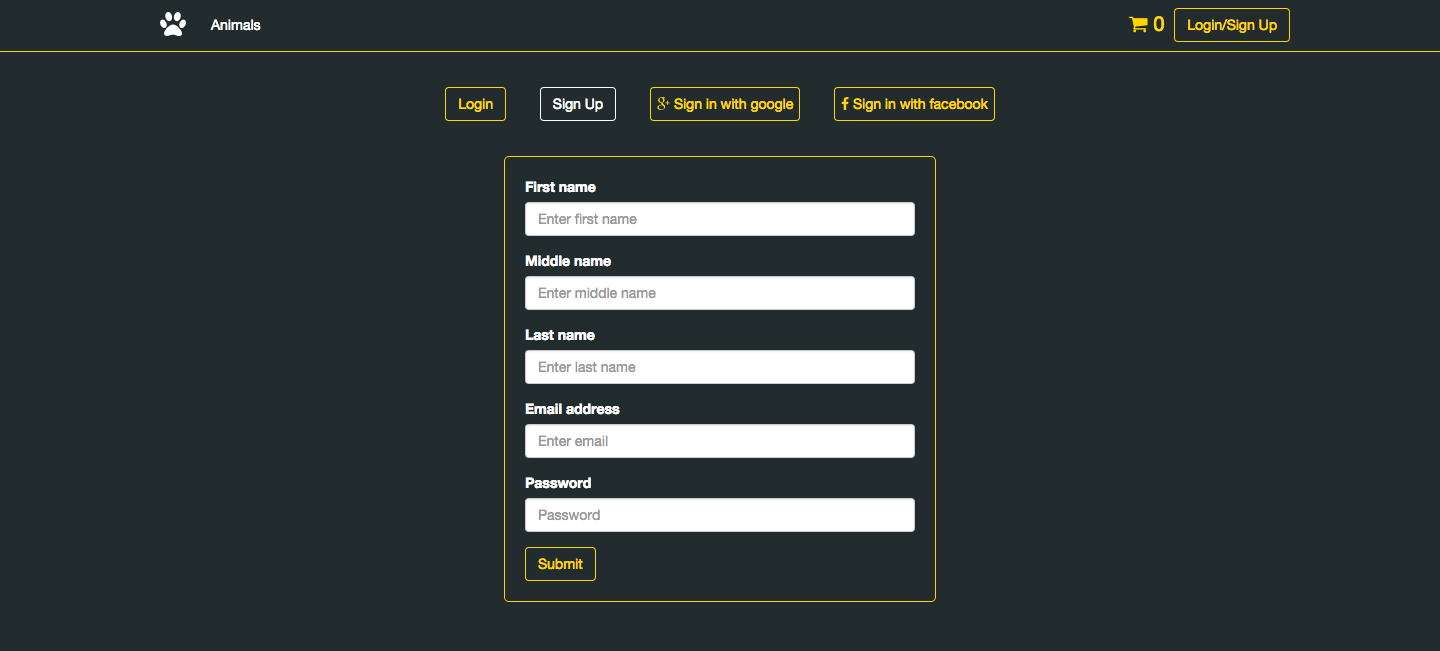 Animals
0 Login/Sign Up
Login Sign Up Sign in with google Sign in with facebook
First name
Enter first name
Middle name
Enter middle name
Last name
Enter last name
Email address
Enter email
Password
Password
Submit